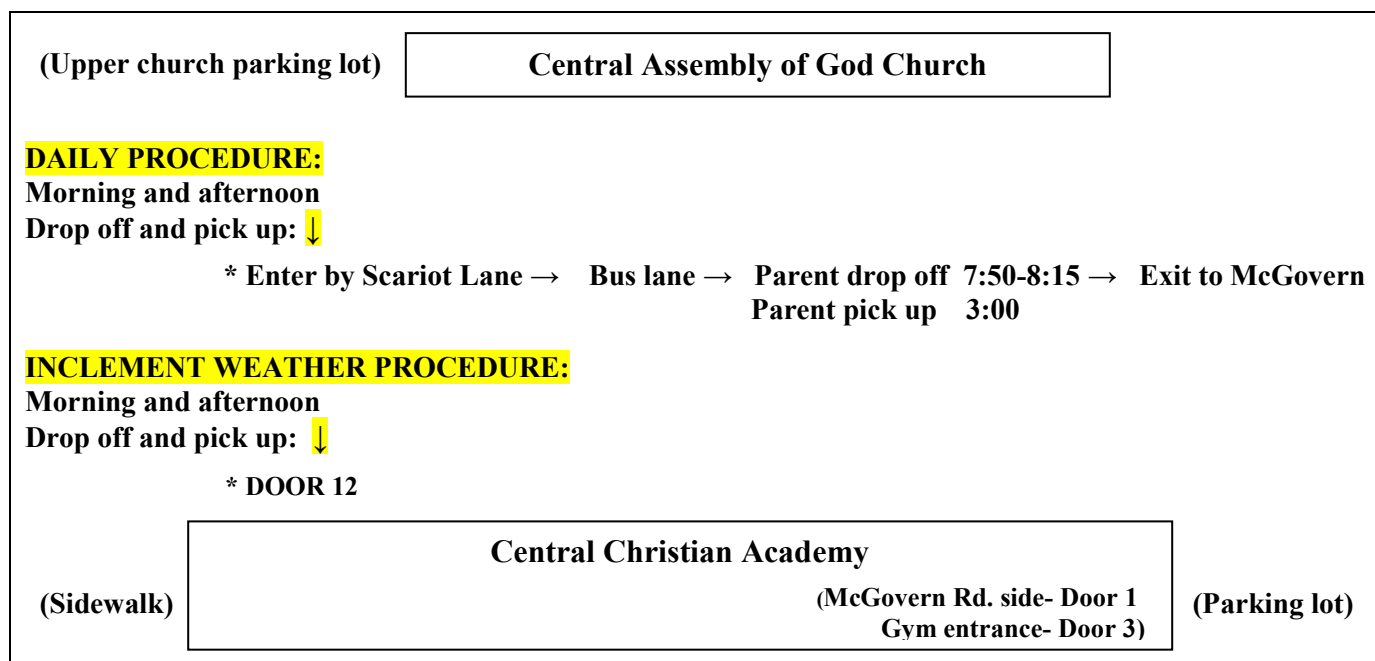 (Upper church parking lot) Central Assembly of God Church
DAILY PROCEDURE:
Morning and afternoon
Drop off and pick up: ↓
* Enter by Scariot Lane → Bus lane → Parent drop off 7:50-8:15 → Exit to McGovern
Parent pick up 3:00
INCLEMENT WEATHER PROCEDURE:
Morning and afternoon
Drop off and pick up: ↓
* DOOR 12
Central Christian Academy
(Sidewalk) (McGovern Rd. side- Door 1 (Parking lot)
Gym entrance- Door 3)